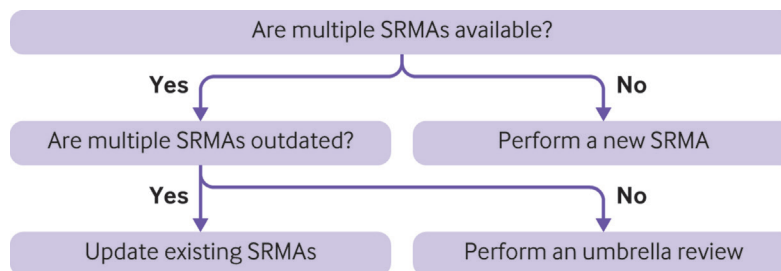 Are multiple SRMAs available?
Yes
No
Are multiple SRMAs outdated?
Perform a new SRMA
Yes
No
Update existing SRMAs
Perform an umbrella review